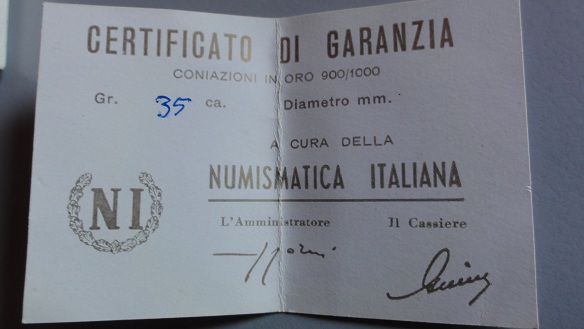 CERTIFICATO DI GARANZIA
CONIAZIONI IN ORO 900/1000
Gr. 35 ca. Diametro mm.
A CURA DELLA
NUMISMATICA ITALIANA
NI
L'Amministratore Il Cassiere